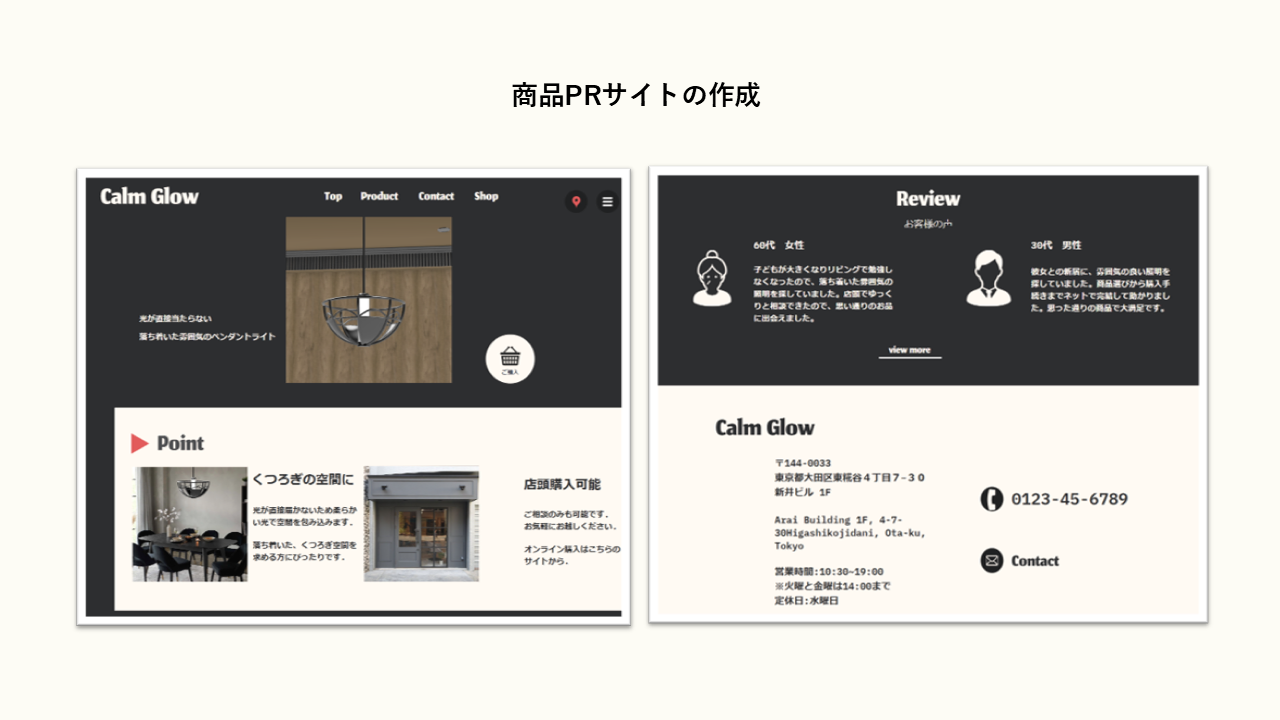 商品PRサイトの作成
Calm Glow
Top Product Contact Shop
光が直接当たらない
落ち着いた雰囲気のペンダントライト
ご購入
Point
くつろぎの空間に
光が直接届かないため柔らか
い光で空間を包み込みます.
落ち着いた、くつろぎ空間を
求める方にぴったりです.
店頭購入可能
ご相談のみも可能です.
お気軽にお越しください.
オンライン購入はこちらの
サイトから.
Review
お客様の
60代 女性
子どもが大きくなりリビングで勉強し
なくなったので、落ち着いた雰囲気の
照明を探していました。店頭でゆっく
りと相談できたので、思い通りのお品
に出会えました。
30代 男性
彼女との新居に、雰囲気の良い照明を
探していました。商品選びから購入手
続きまでネットで完結して助かりまし
た。思った通りの商品で大満足です。
view more
Calm Glow
〒144-0033
東京都大田区東糀谷４丁目７−３０
新井ビル 1F
Arai Building 1F, 4-7-
30Higashikojidani, Ota-ku,
Tokyo
営業時間:10:30~19:00
※火曜と金曜は14:00まで
定休日:水曜日
0123-45-6789
Contact